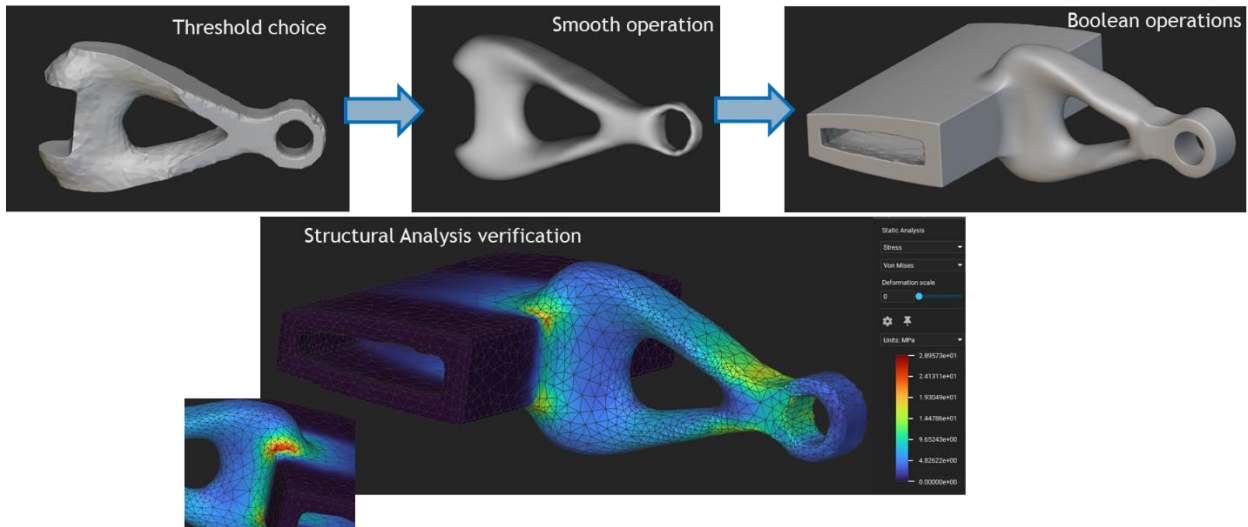 Threshold choice
Smooth operation
Boolean operations
Structural Analysis verification
Static Analysis
Stress
Von Mises
Deformation scale
0
Units: MPa
2.89573e+01
2.41311e+01
1.93049e+01
1.44786e+01
9.65243e+00
4.82622e+00
0.00000e+00